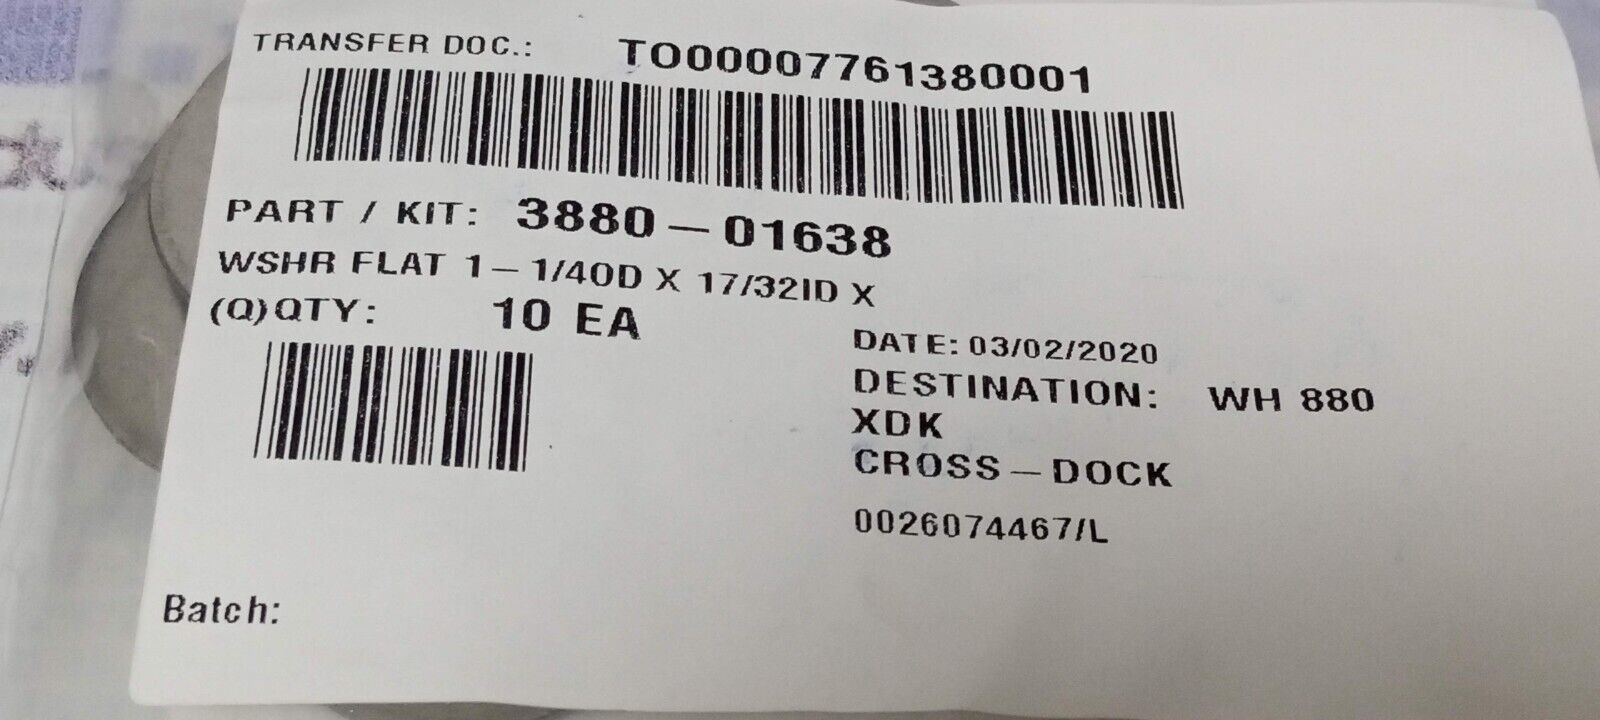 TRANSFER DOC.: TO00007761380001
PART / KIT: 3880-01638
WSHR FLAT 1-1/4OD X 17/32ID X
(Q)QTY: 10 EA
DATE: 03/02/2020
DESTINATION: WH 880
XDK
CROSS-DOCK
0026074467/L
Batch: